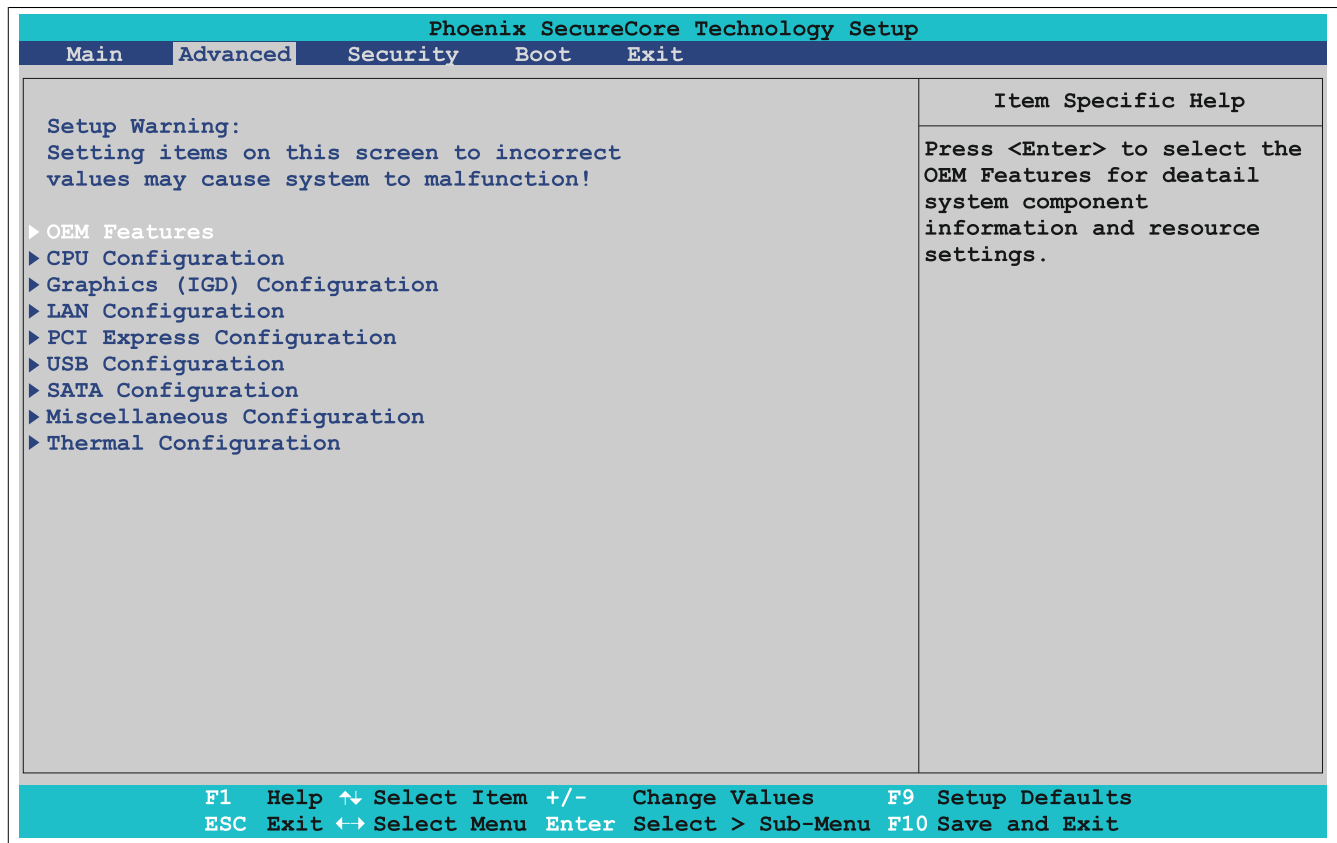 Phoenix SecureCore Technology Setup
Main Advanced Security Boot Exit
Setup Warning:
Setting items on this screen to incorrect
values may cause system to malfunction!
OEM Features
CPU Configuration
Graphics (IGD) Configuration
LAN Configuration
PCI Express Configuration
USB Configuration
SATA Configuration
Miscellaneous Configuration
Thermal Configuration
Item Specific Help
Press <Enter> to select the
OEM Features for deatail
system component
information and resource
settings.
F1 Help ↑↓ Select Item +/- Change Values F9 Setup Defaults
ESC Exit ↔ Select Menu Enter Select > Sub-Menu F10 Save and Exit